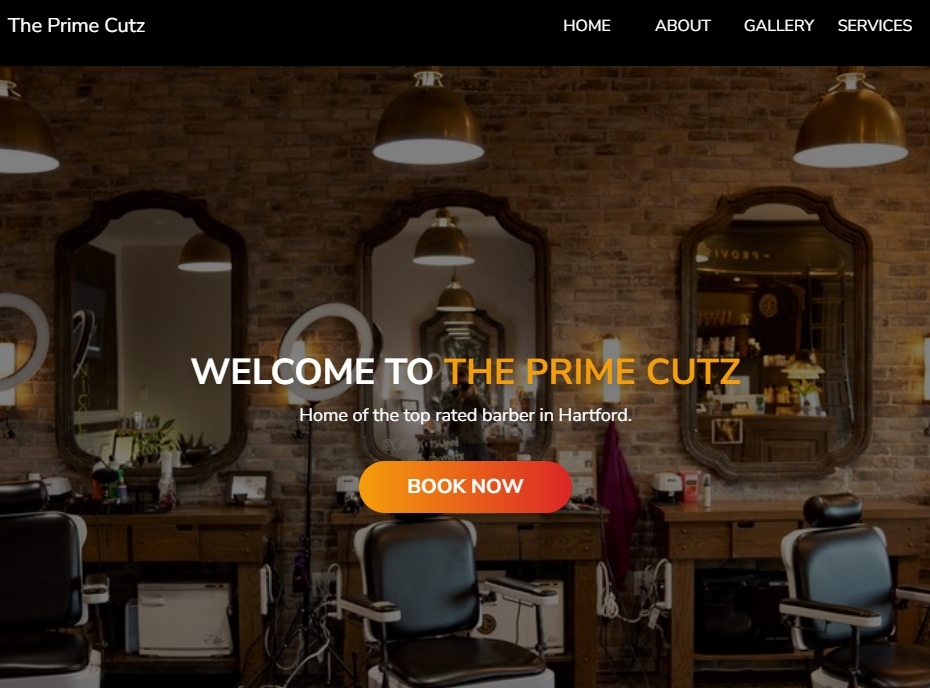 The Prime Cutz
HOME ABOUT GALLERY SERVICES
WELCOME TO THE PRIME CUTZ
Home of the top rated barber in Hartford.
BOOK NOW